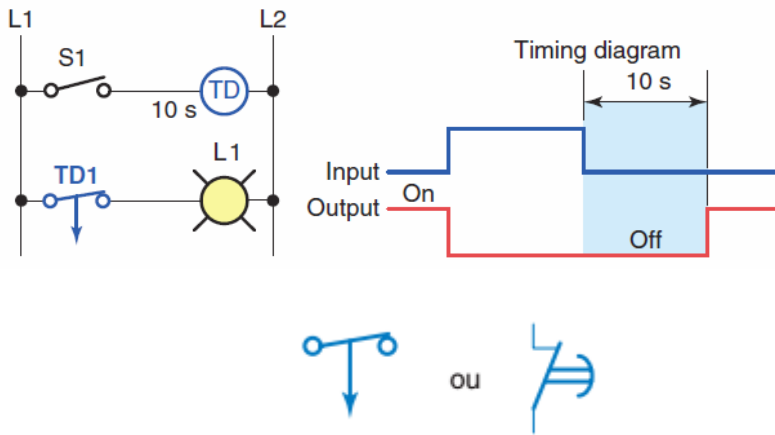 L1 L2
S1
TD
10 s
L1
TD1
Timing diagram
10 s
Input
On
Output
Off
ou